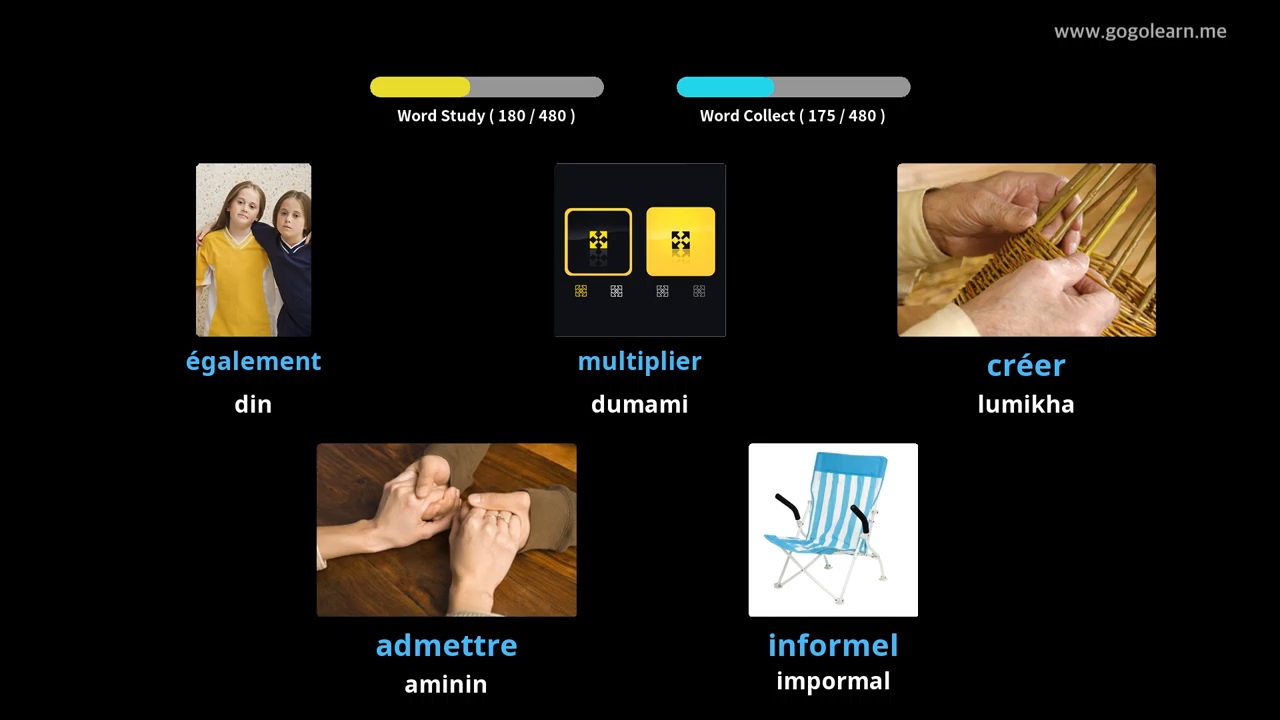 www.gogolearn.me
Word Study ( 180 / 480 )
Word Collect ( 175 / 480 )
également
din
multiplier
dumami
créer
lumikha
admettre
aminin
informel
impormal